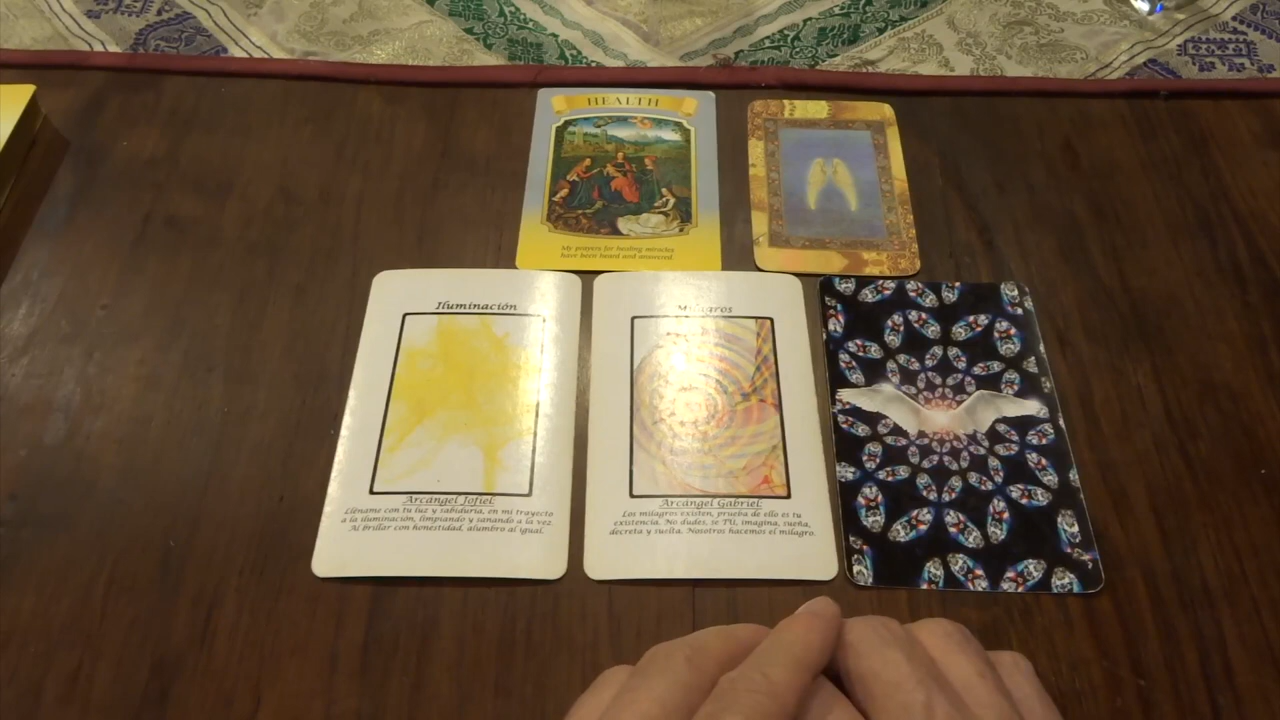 HEALTH
My prayers for healing miracles
have been heard and answered.
Iluminación
Arcángel Jofiel:
Lléname con tu luz y sabiduría, en mi trayecto
a la iluminación, limpiando y sanando a la vez.
Al brillar con honestidad, alumbro al igual.
Milagros
Arcángel Gabriel:
Los milagros existen, prueba de ello es tu
existencia. No dudes, se TU, imagina, sueña,
decreta y suelta. Nosotros hacemos el milagro.